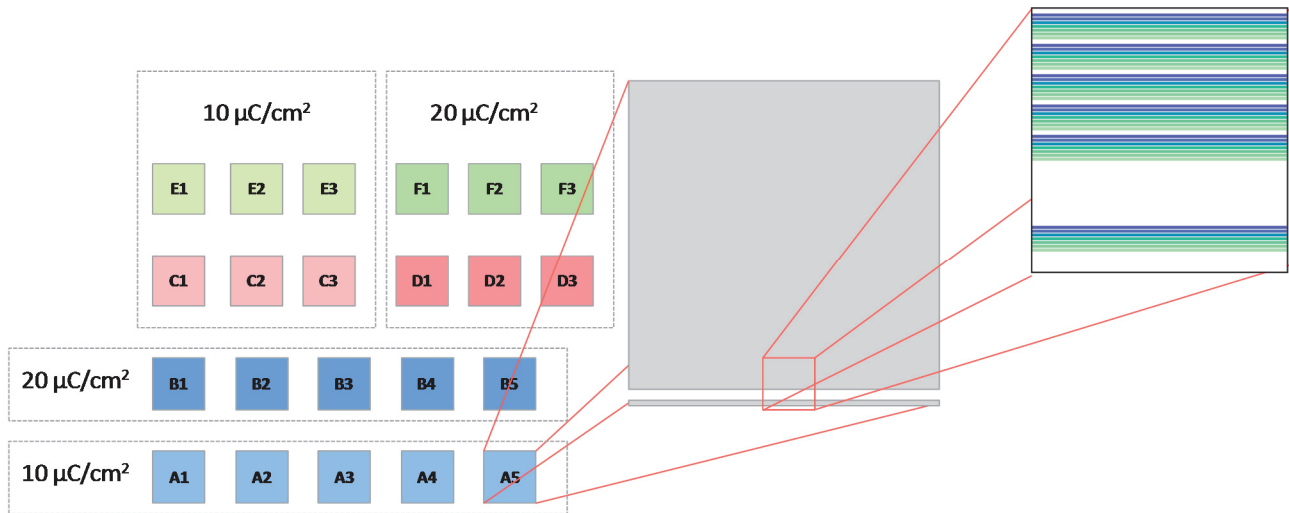 10 µC/cm²
20 µC/cm²
E1 E2 E3
F1 F2 F3
C1 C2 C3
D1 D2 D3
20 µC/cm²
B1 B2 B3 B4 B5
10 µC/cm²
A1 A2 A3 A4 A5